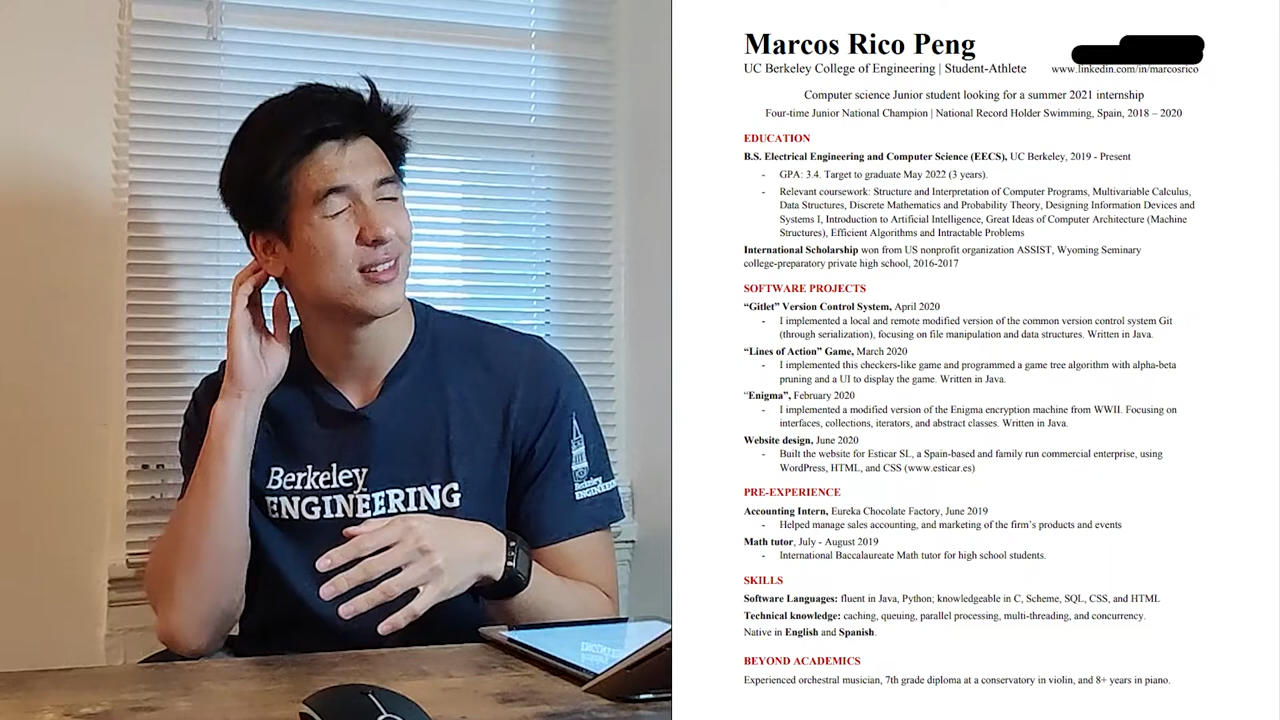 Berkeley
ENGINEERING
Berkeley
Marcos Rico Peng
UC Berkeley College of Engineering | Student-Athlete
www.linkedin.com/in/marcosrico
Computer science Junior student looking for a summer 2021 internship
Four-time Junior National Champion | National Record Holder Swimming, Spain, 2018 – 2020
EDUCATION
B.S. Electrical Engineering and Computer Science (EECS), UC Berkeley, 2019 - Present
- GPA: 3.4. Target to graduate May 2022 (3 years).
- Relevant coursework: Structure and Interpretation of Computer Programs, Multivariable Calculus,
Data Structures, Discrete Mathematics and Probability Theory, Designing Information Devices and
Systems I, Introduction to Artificial Intelligence, Great Ideas of Computer Architecture (Machine
Structures), Efficient Algorithms and Intractable Problems
International Scholarship won from US nonprofit organization ASSIST, Wyoming Seminary
college-preparatory private high school, 2016-2017
SOFTWARE PROJECTS
“Gitlet” Version Control System, April 2020
- I implemented a local and remote modified version of the common version control system Git
(through serialization), focusing on file manipulation and data structures. Written in Java.
“Lines of Action” Game, March 2020
- I implemented this checkers-like game and programmed a game tree algorithm with alpha-beta
pruning and a UI to display the game. Written in Java.
“Enigma”, February 2020
- I implemented a modified version of the Enigma encryption machine from WWII. Focusing on
interfaces, collections, iterators, and abstract classes. Written in Java.
Website design, June 2020
- Built the website for Esticar SL, a Spain-based and family run commercial enterprise, using
WordPress, HTML, and CSS (www.esticar.es)
PRE-EXPERIENCE
Accounting Intern, Eureka Chocolate Factory, June 2019
- Helped manage sales accounting, and marketing of the firm’s products and events
Math tutor, July - August 2019
- International Baccalaureate Math tutor for high school students.
SKILLS
Software Languages: fluent in Java, Python; knowledgeable in C, Scheme, SQL, CSS, and HTML
Technical knowledge: caching, queuing, parallel processing, multi-threading, and concurrency.
Native in English and Spanish.
BEYOND ACADEMICS
Experienced orchestral musician, 7th grade diploma at a conservatory in violin, and 8+ years in piano.